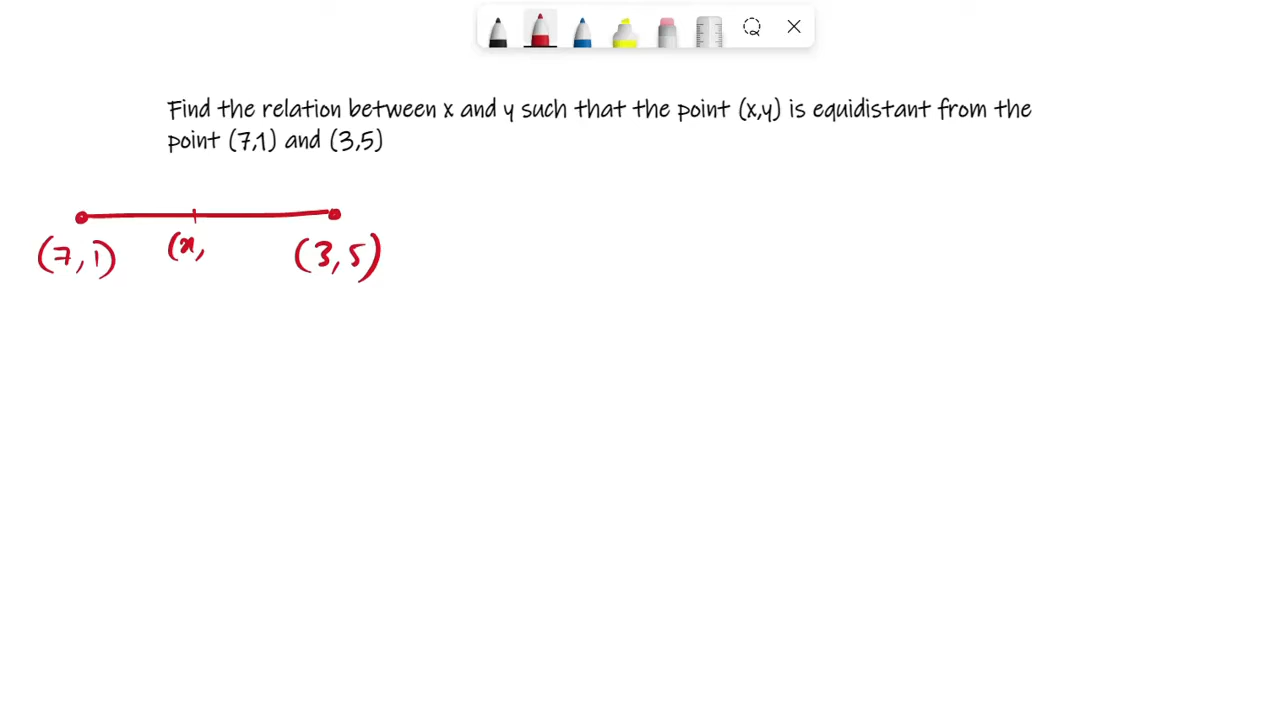 Find the relation between x and y such that the point (x,y) is equidistant from the
point (7,1) and (3,5)
(7,1) (x, (3,5)